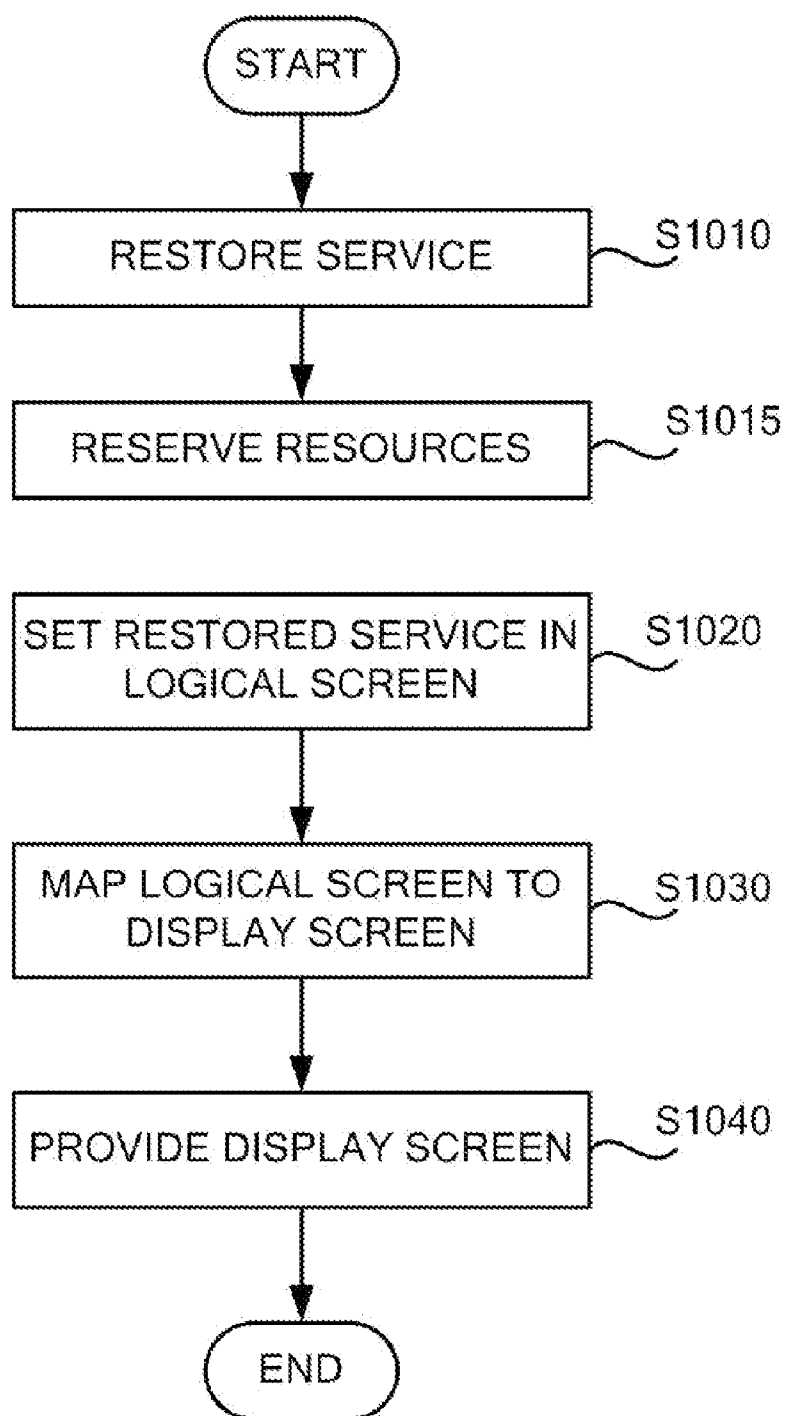 START
RESTORE SERVICE
S1010
RESERVE RESOURCES
S1015
SET RESTORED SERVICE IN
LOGICAL SCREEN
S1020
MAP LOGICAL SCREEN TO
DISPLAY SCREEN
S1030
PROVIDE DISPLAY SCREEN
S1040
END